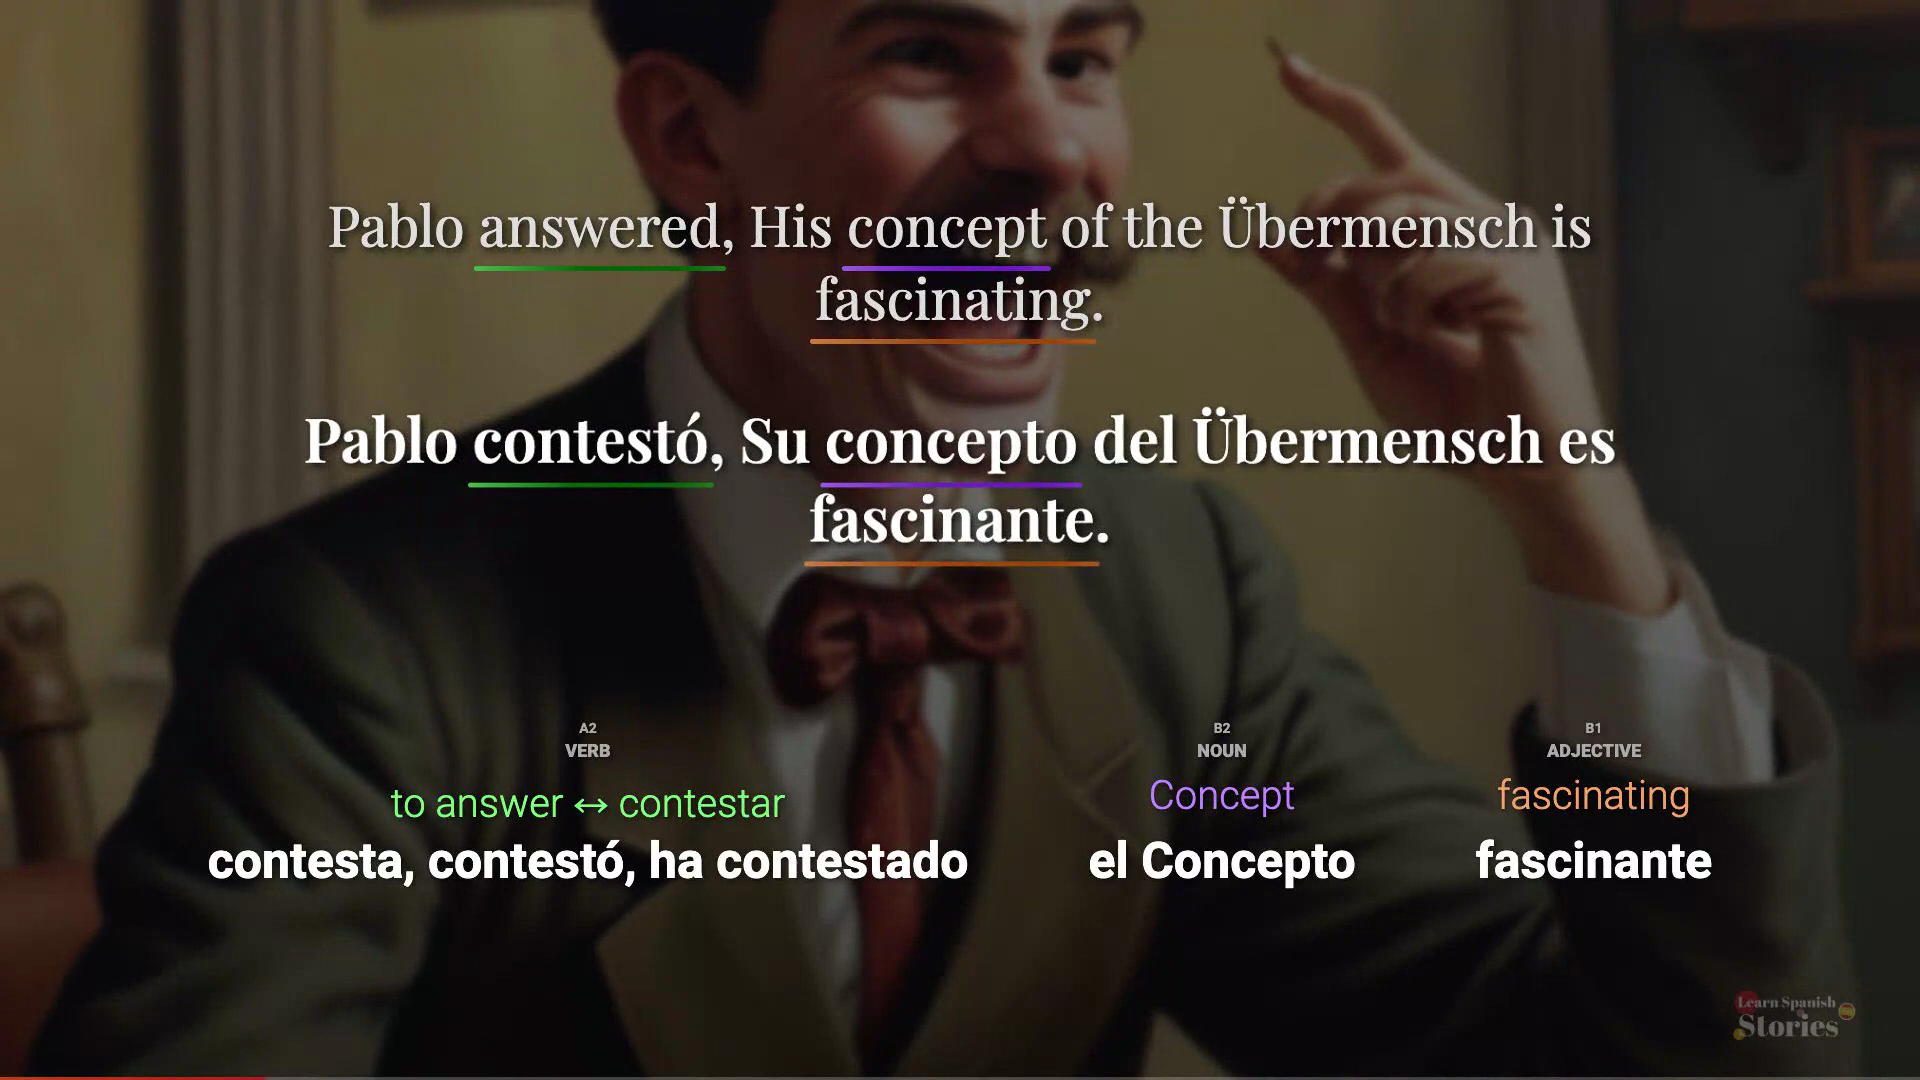 Pablo answered, His concept of the Übermensch is
fascinating.
Pablo contestó, Su concepto del Übermensch es
fascinante.
A2
VERB
to answer ↔ contestar
contesta, contestó, ha contestado
B2
NOUN
Concept
el Concepto
B1
ADJECTIVE
fascinating
fascinante
Learn Spanish
Stories